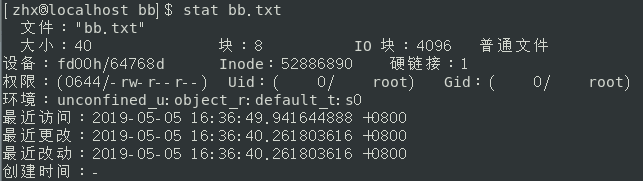 [zhx@localhost bb]$ stat bb.txt
文件："bb.txt"
大小：40 块：8 IO 块：4096 普通文件
设备：fd00h/64768d Inode：52886890 硬链接：1
权限：(0644/-rw-r--r--) Uid：( 0/ root) Gid：( 0/ root)
环境：unconfined_u:object_r:default_t:s0
最近访问：2019-05-05 16:36:49.941644888 +0800
最近更改：2019-05-05 16:36:40.261803616 +0800
最近改动：2019-05-05 16:36:40.261803616 +0800
创建时间：-